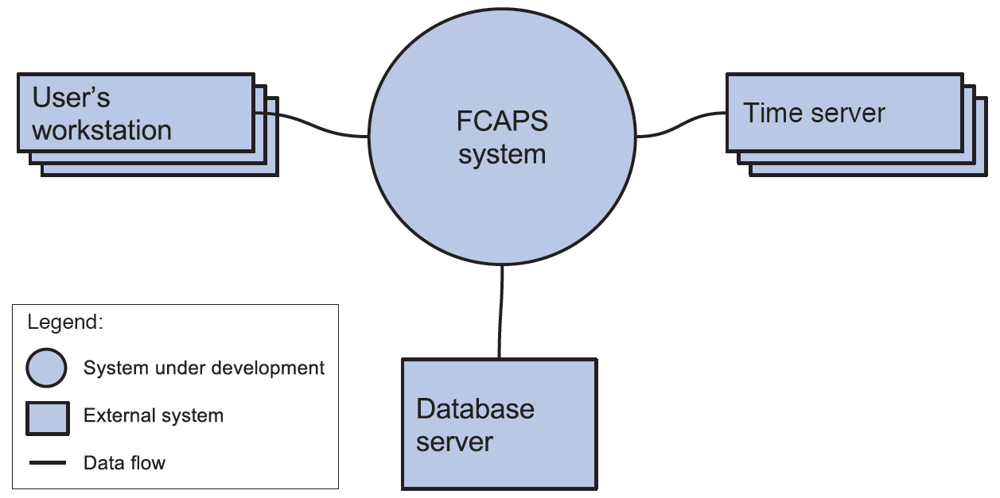 User’s
workstation
FCAPS
system
Time server
Database
server
Legend:
System under development
External system
Data flow